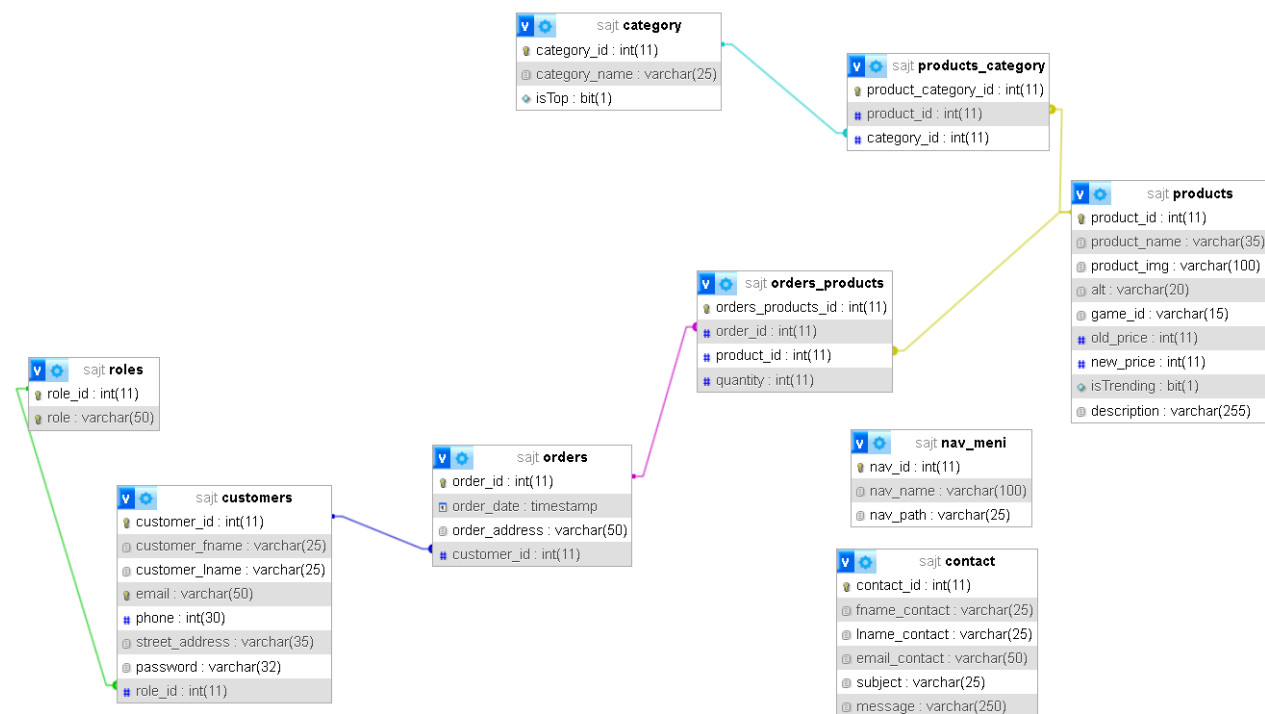 v sajt category
category_id : int(11)
category_name : varchar(25)
isTop : bit(1)
v sajt products_category
product_category_id : int(11)
# product_id : int(11)
# category_id : int(11)
v sajt products
product_id : int(11)
product_name : varchar(35)
product_img : varchar(100)
alt : varchar(20)
game_id : varchar(15)
# old_price : int(11)
# new_price : int(11)
isTrending : bit(1)
description : varchar(255)
v sajt orders_products
orders_products_id : int(11)
# order_id : int(11)
# product_id : int(11)
# quantity : int(11)
v sajt roles
role_id : int(11)
role : varchar(50)
v sajt customers
customer_id : int(11)
customer_fname : varchar(25)
customer_lname : varchar(25)
email : varchar(50)
# phone : int(30)
street_address : varchar(35)
password : varchar(32)
# role_id : int(11)
v sajt orders
order_id : int(11)
order_date : timestamp
order_address : varchar(50)
# customer_id : int(11)
v sajt nav_meni
nav_id : int(11)
nav_name : varchar(100)
nav_path : varchar(25)
v sajt contact
contact_id : int(11)
fname_contact : varchar(25)
lname_contact : varchar(25)
email_contact : varchar(50)
subject : varchar(25)
message : varchar(250)